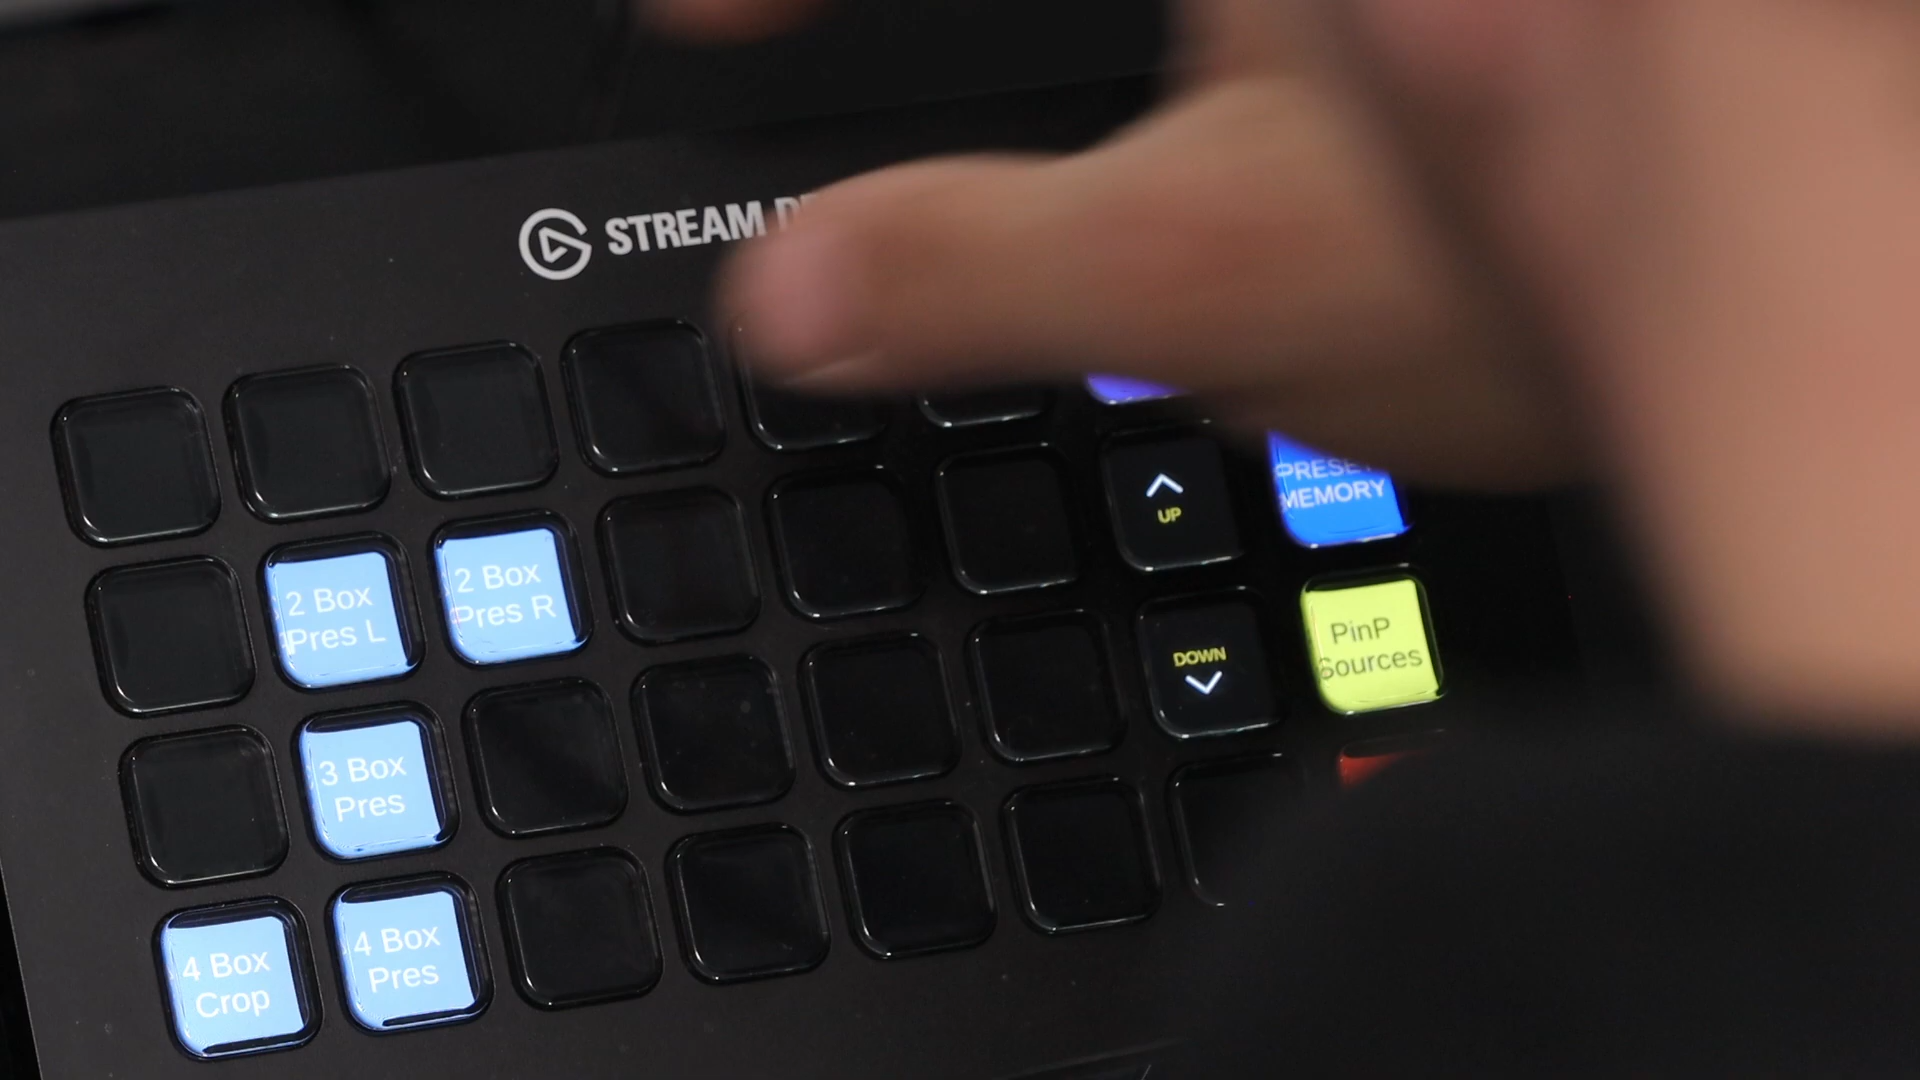 STREAM
UP
PRESET
MEMORY
2 Box
Pres L
2 Box
Pres R
DOWN
PinP
Sources
3 Box
Pres
4 Box
Crop
4 Box
Pres